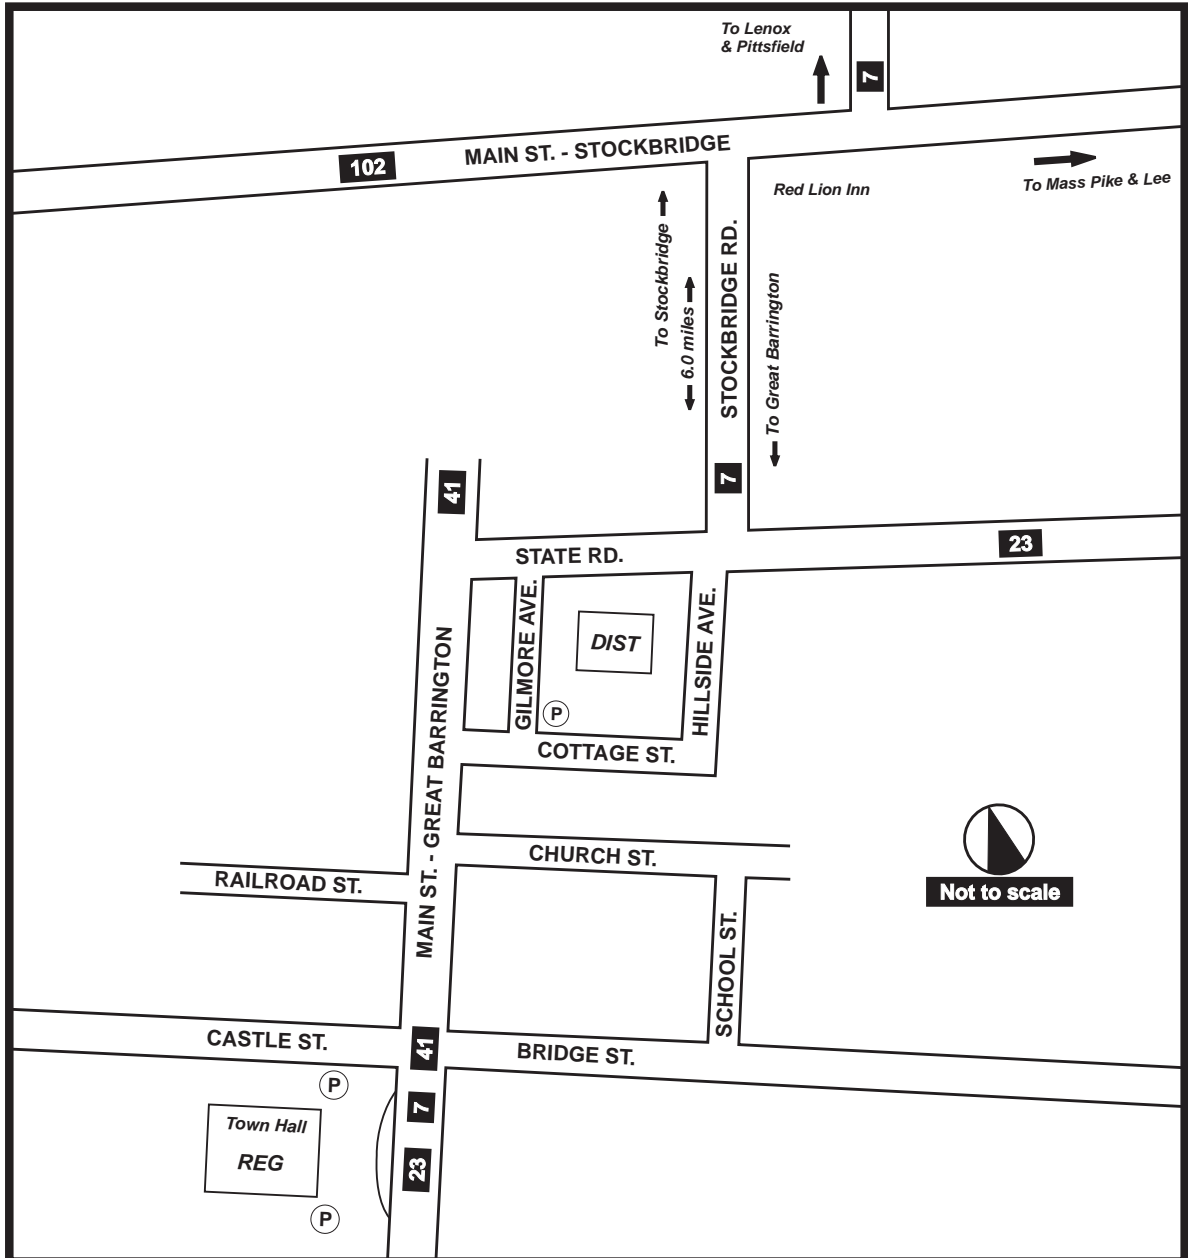 To Lenox
& Pittsfield
7
102
MAIN ST. - STOCKBRIDGE
Red Lion Inn
To Mass Pike & Lee
To Stockbridge
6.0 miles
STOCKBRIDGE RD.
To Great Barrington
7
41
23
STATE RD.
GILMORE AVE.
DIST
HILLSIDE AVE.
P
COTTAGE ST.
MAIN ST. - GREAT BARRINGTON
CHURCH ST.
RAILROAD ST.
Not to scale
SCHOOL ST.
CASTLE ST.
41
BRIDGE ST.
P
7
Town Hall
REG
23
P